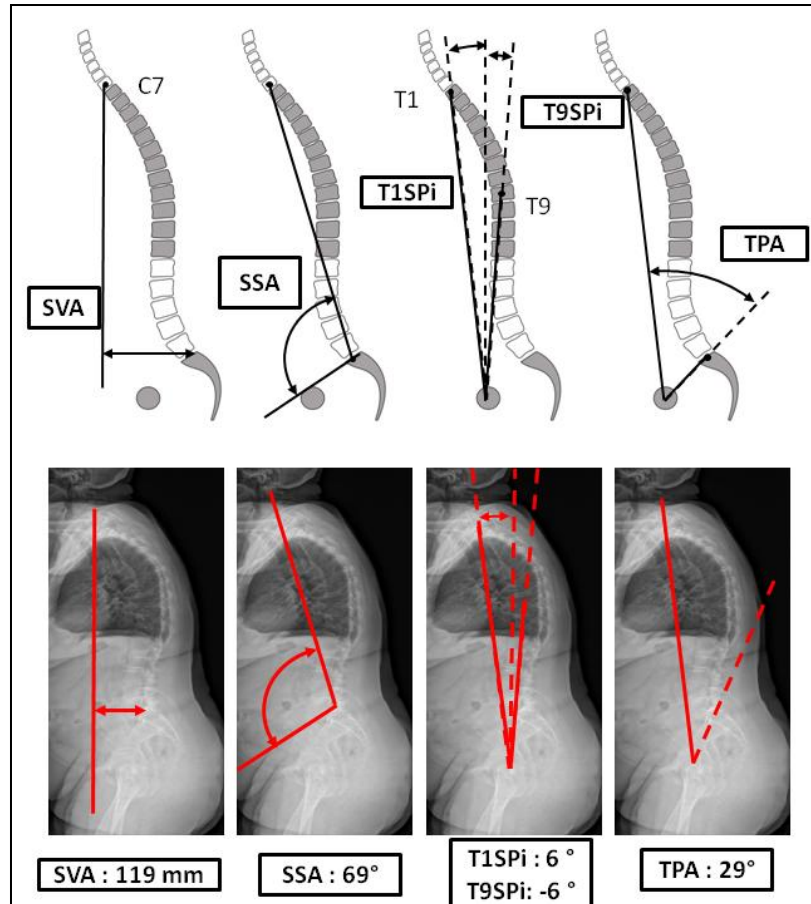 C7
SVA
SSA
T1
T1SPi
T9
T9SPi
TPA
SVA : 119 mm
SSA : 69°
T1SPi : 6 °
T9SPi: -6 °
TPA : 29°